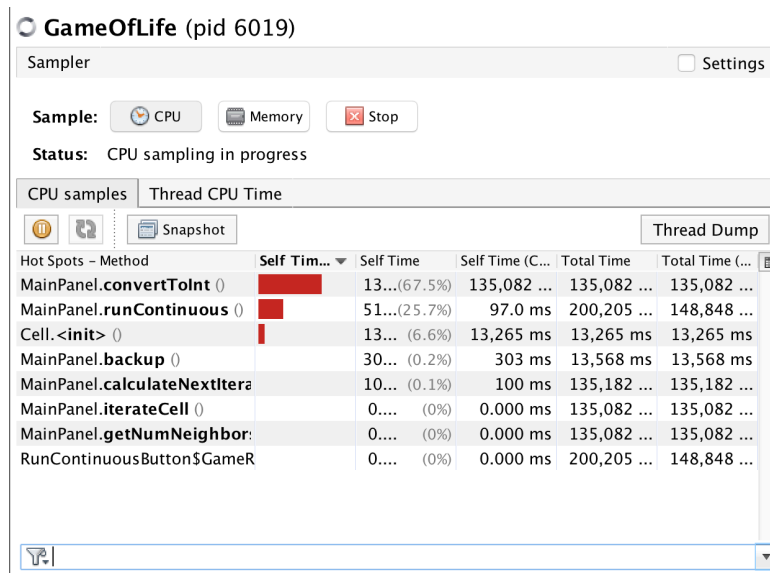 GameOfLife (pid 6019)
Sampler Settings
Sample: CPU Memory Stop
Status: CPU sampling in progress
CPU samples Thread CPU Time
Snapshot Thread Dump
Hot Spots – Method Self Tim... Self Time Self Time (C... Total Time Total Time (...
MainPanel.convertToInt () 13...(67.5%) 135,082 ... 135,082 ... 135,082 ...
MainPanel.runContinuous () 51...(25.7%) 97.0 ms 200,205 ... 148,848 ...
Cell.<init> () 13... (6.6%) 13,265 ms 13,265 ms 13,265 ms
MainPanel.backup () 30... (0.2%) 303 ms 13,568 ms 13,568 ms
MainPanel.calculateNextItera 10... (0.1%) 100 ms 135,182 ... 135,182 ...
MainPanel.iterateCell () 0.... (0%) 0.000 ms 135,082 ... 135,082 ...
MainPanel.getNumNeighbor: 0.... (0%) 0.000 ms 135,082 ... 135,082 ...
RunContinuousButton$GameR 0.... (0%) 0.000 ms 200,205 ... 148,848 ...